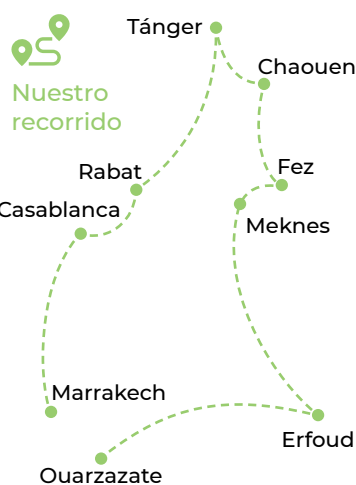 Tánger
Chaouen
Nuestro
recorrido
Fez
Rabat
Casablanca
Meknes
Marrakech
Erfoud
Ouarzazate